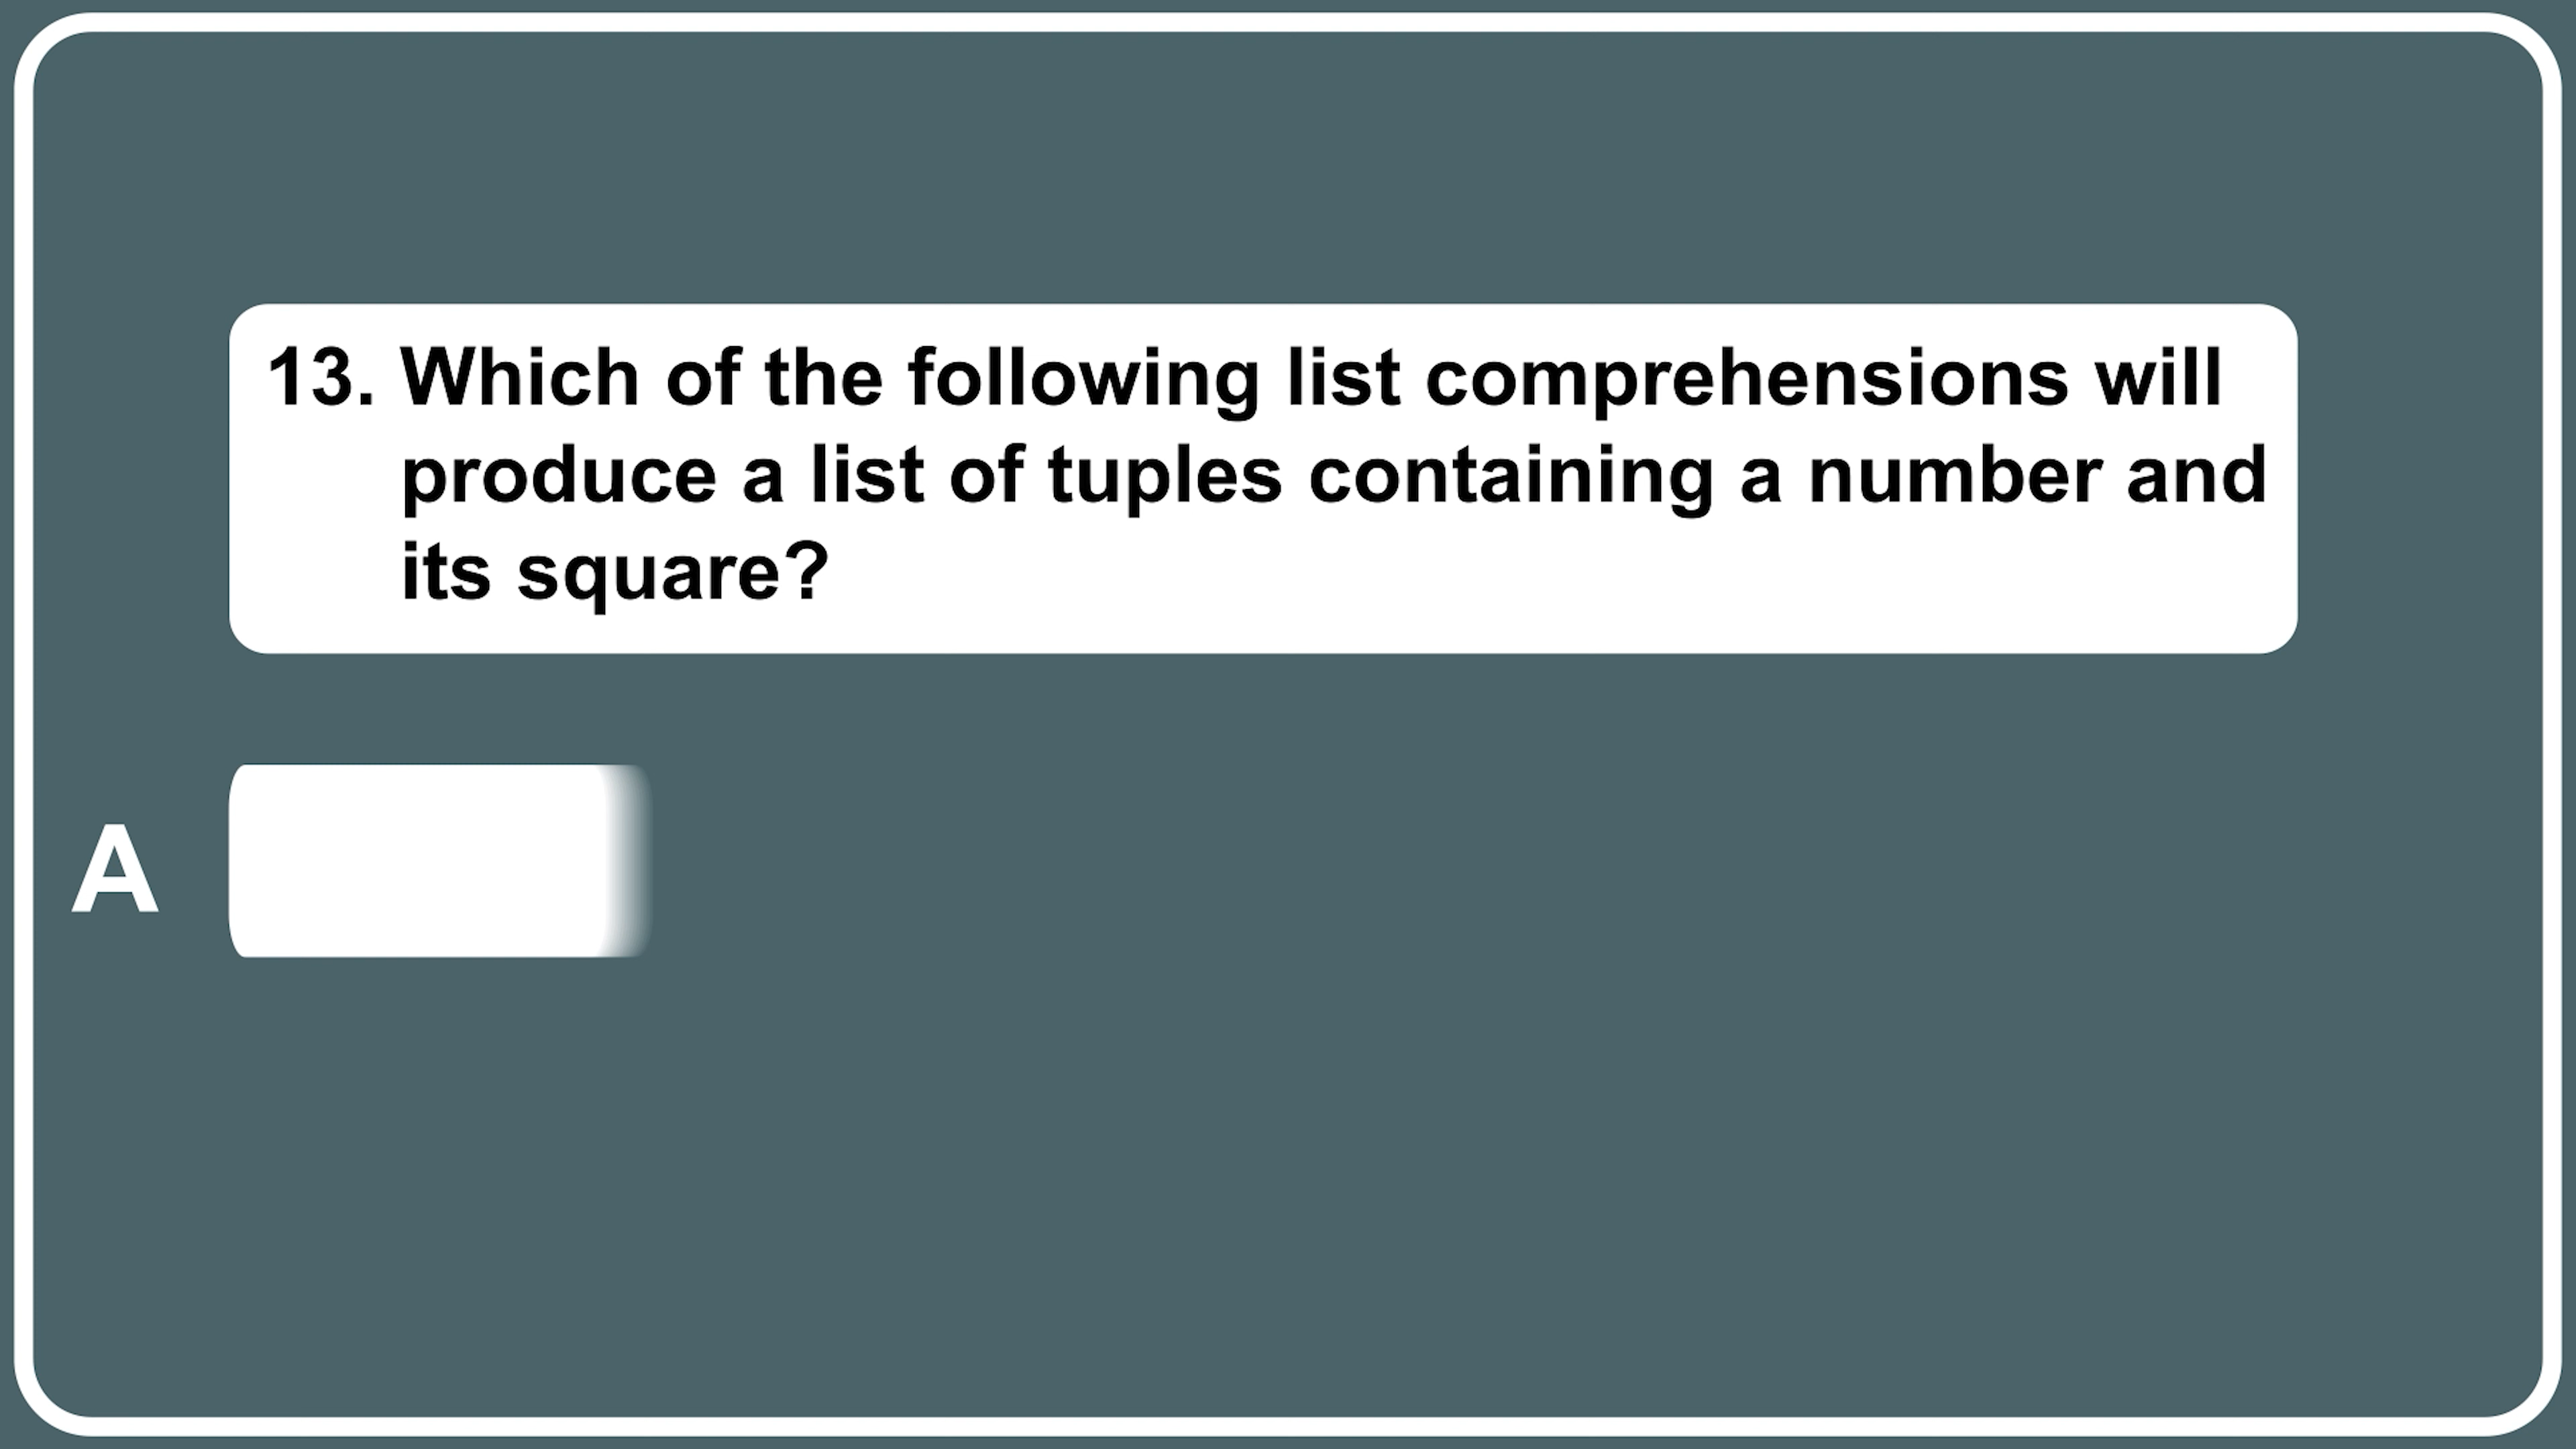 13. Which of the following list comprehensions will
produce a list of tuples containing a number and
its square?
A